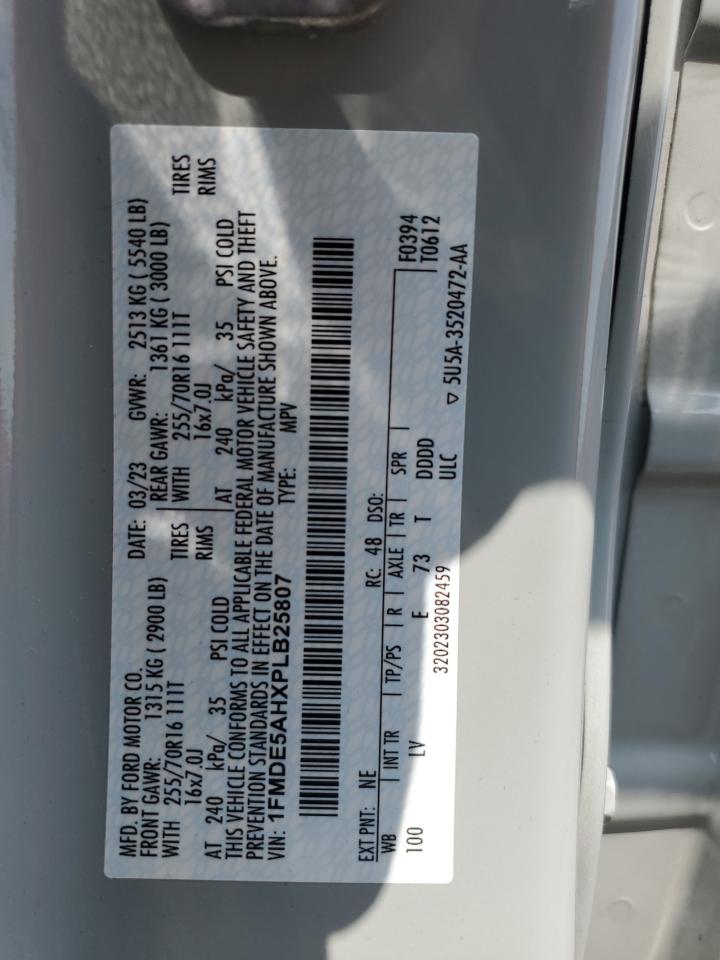 MFD. BY FORD MOTOR CO.
DATE: 03/23 GVWR: 2513 KG ( 5540 LB)
FRONT GAWR: 1315 KG ( 2900 LB) REAR GAWR: 1361 KG ( 3000 LB)
WITH 255/70R16 111T TIRES WITH 255/70R16 111T TIRES
16x7.0J RIMS 16x7.0J RIMS
AT 240 kPa/ 35 PSI COLD AT 240 kPa/ 35 PSI COLD
THIS VEHICLE CONFORMS TO ALL APPLICABLE FEDERAL MOTOR VEHICLE SAFETY AND THEFT
PREVENTION STANDARDS IN EFFECT ON THE DATE OF MANUFACTURE SHOWN ABOVE.
VIN: 1FMDE5AHXPLB25807 TYPE: MPV
EXT PNT: NE RC: 48 DSO:
WB INT TR TP/PS R AXLE TR SPR F0394
100 LV E 73 T DDDD T0612
ULC
3202303082459 ▽ 5U5A-3520472-AA